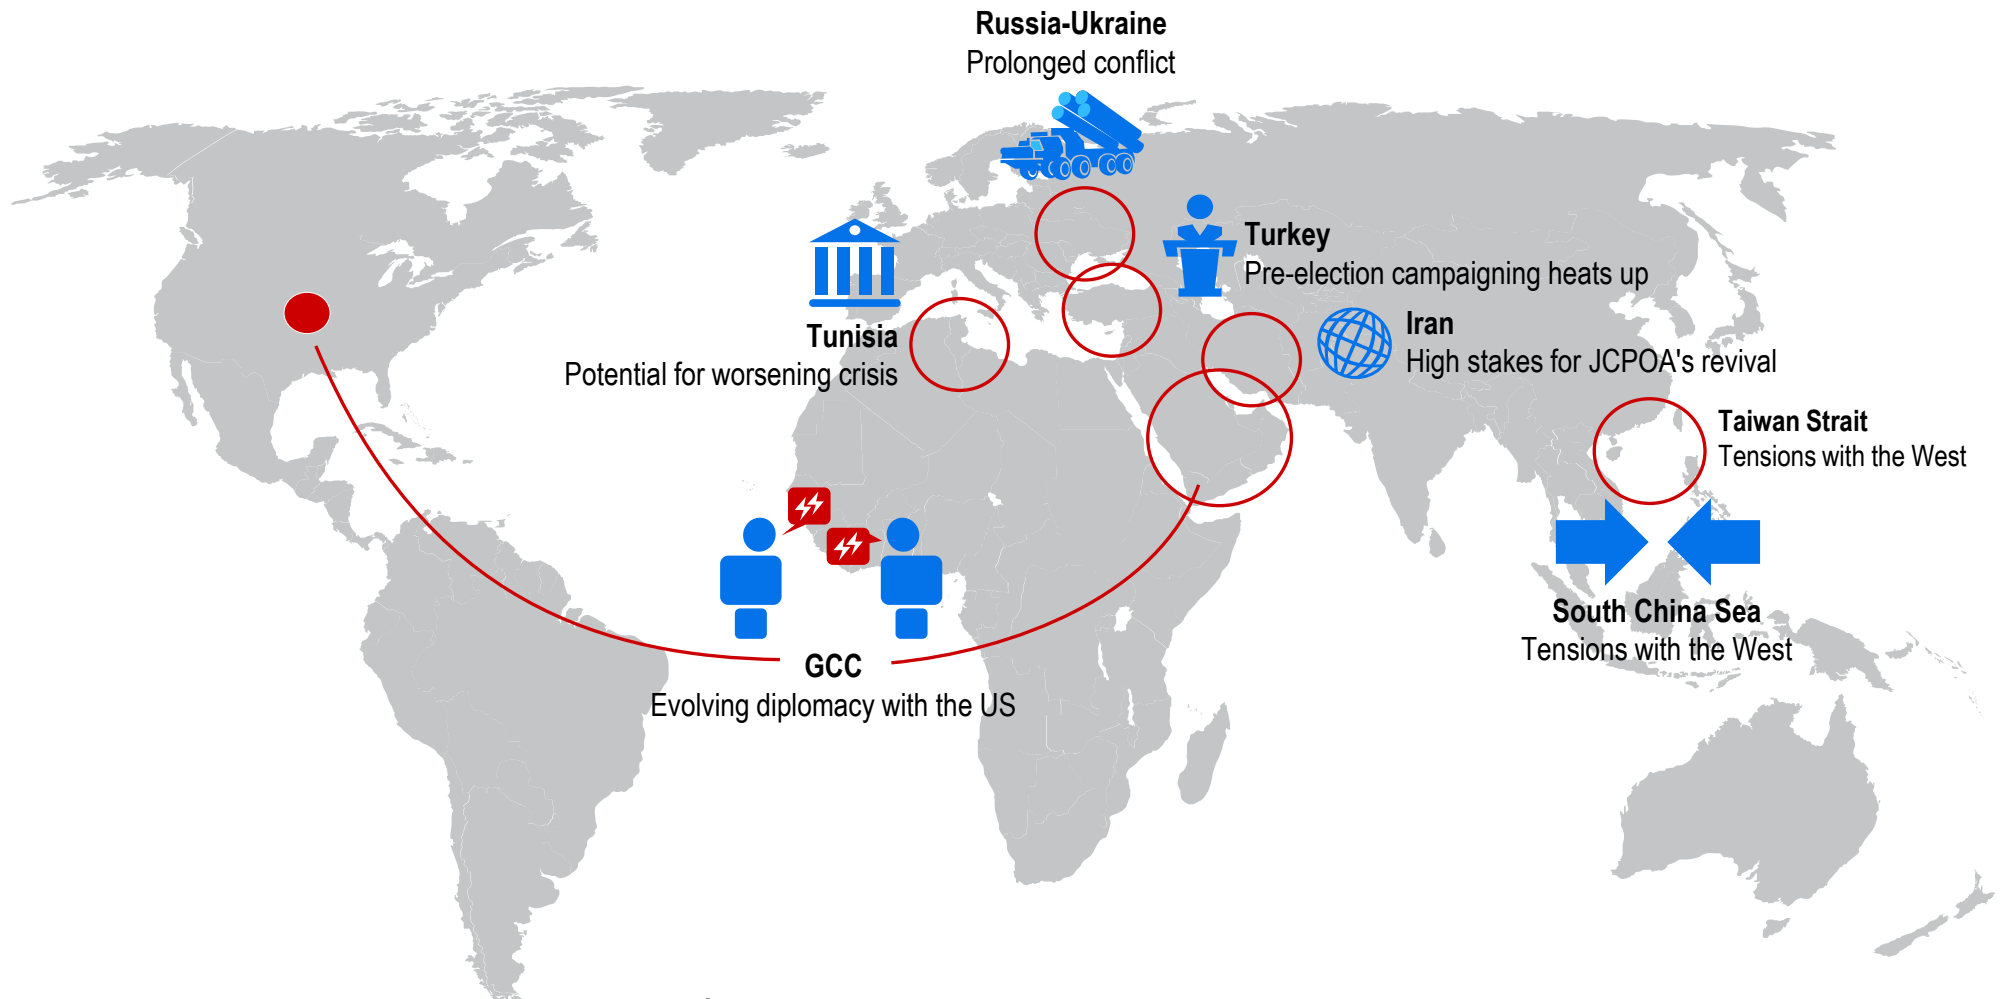 Russia-Ukraine
Prolonged conflict
Turkey
Pre-election campaigning heats up
Tunisia
Potential for worsening crisis
Iran
High stakes for JCPOA's revival
Taiwan Strait
Tensions with the West
South China Sea
Tensions with the West
GCC
Evolving diplomacy with the US